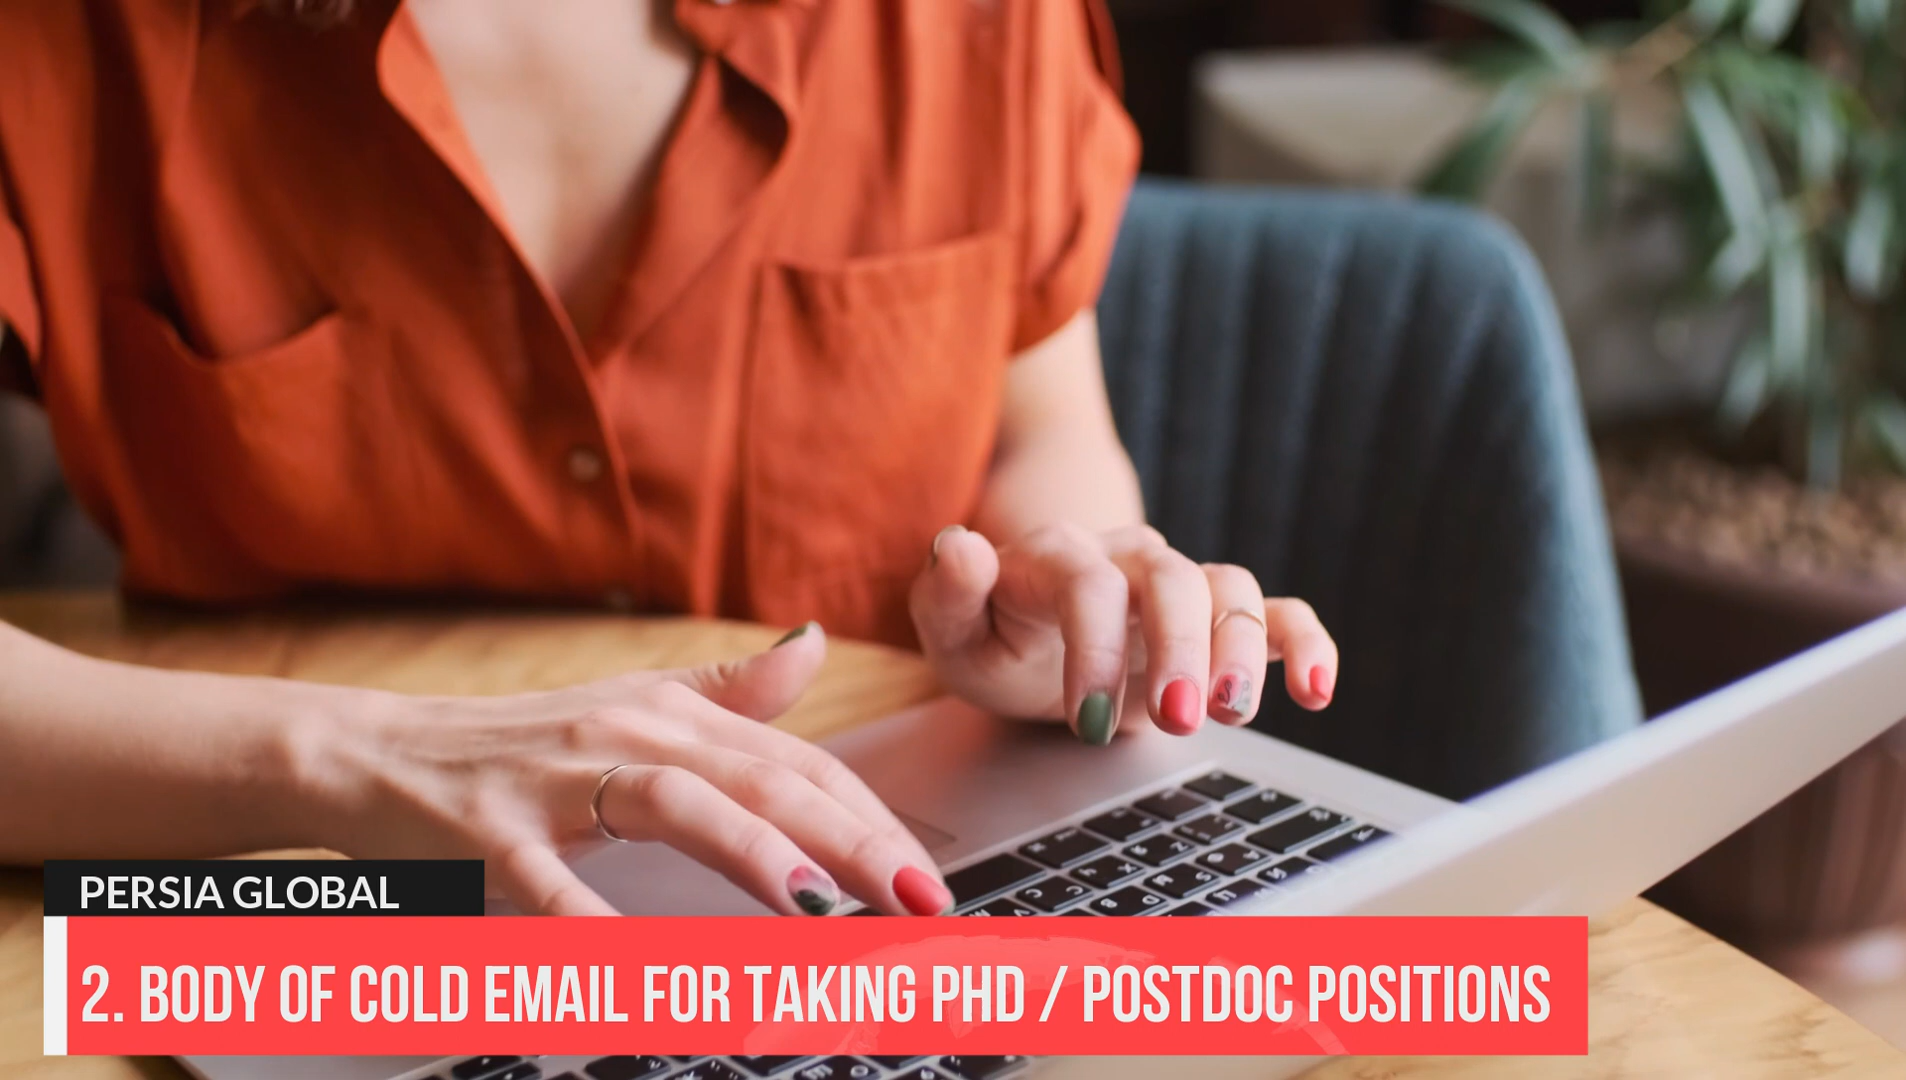 PERSIA GLOBAL
2. BODY OF COLD EMAIL FOR TAKING PHD / POSTDOC POSITIONS